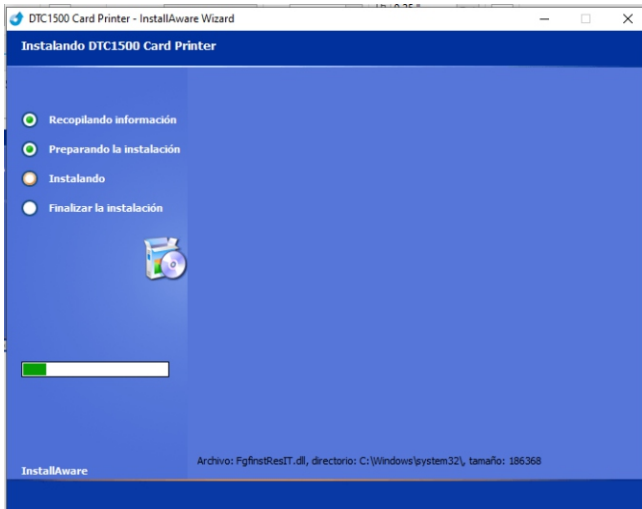 DTC1500 Card Printer - InstallAware Wizard
Instalando DTC1500 Card Printer
Recopilando información
Preparando la instalación
Instalando
Finalizar la instalación
Archivo: FgfinstResIT.dll, directorio: C:\Windows\system32\, tamaño: 186368
InstallAware